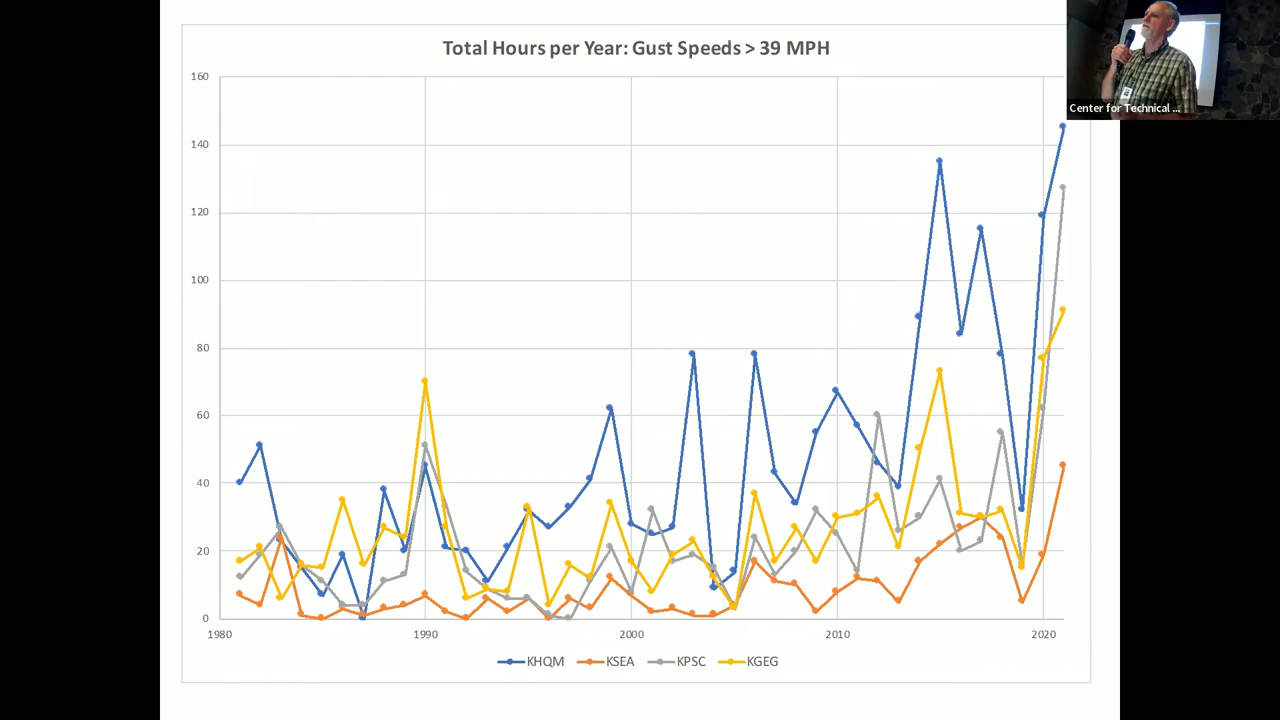 Total Hours per Year: Gust Speeds > 39 MPH
Center for Technical ...
160
140
120
100
80
60
40
20
0
1980 1990 2000 2010 2020
KHQM KSEA KPSC KGEG